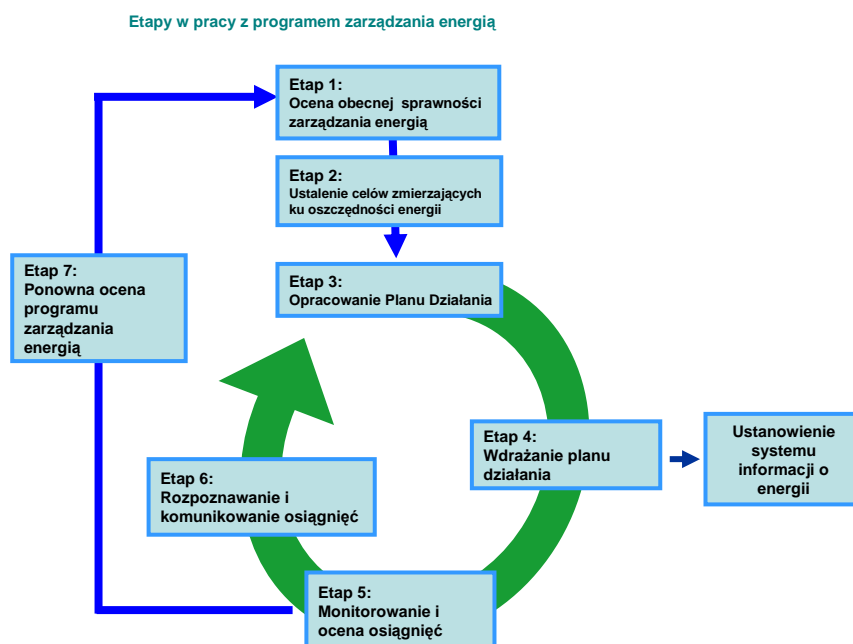 Etapy w pracy z programem zarządzania energią
Etap 1:
Ocena obecnej sprawności
zarządzania energią
Etap 2:
Ustalenie celów zmierzających
ku oszczędności energii
Etap 3:
Opracowanie Planu Działania
Etap 4:
Wdrażanie planu
działania
Ustanowienie
systemu
informacji o
energii
Etap 5:
Monitorowanie i
ocena osiągnięć
Etap 6:
Rozpoznawanie i
komunikowanie osiągnięć
Etap 7:
Ponowna ocena
programu
zarządzania
energią